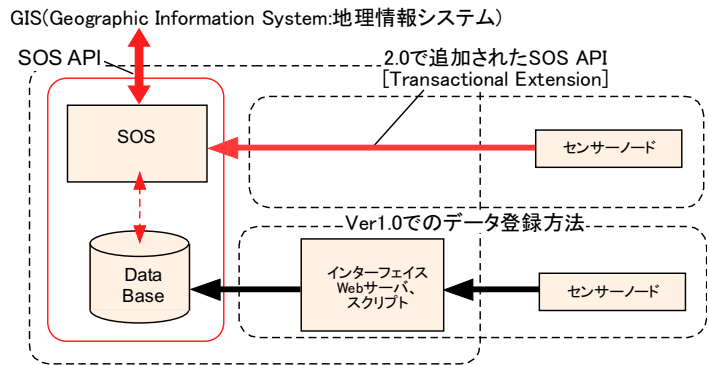 GIS(Geographic Information System:地理情報システム)
SOS API
2.0で追加されたSOS API
[Transactional Extension]
SOS
センサーノード
Ver1.0でのデータ登録方法
Data
Base
インターフェイス
Webサーバ、
スクリプト
センサーノード